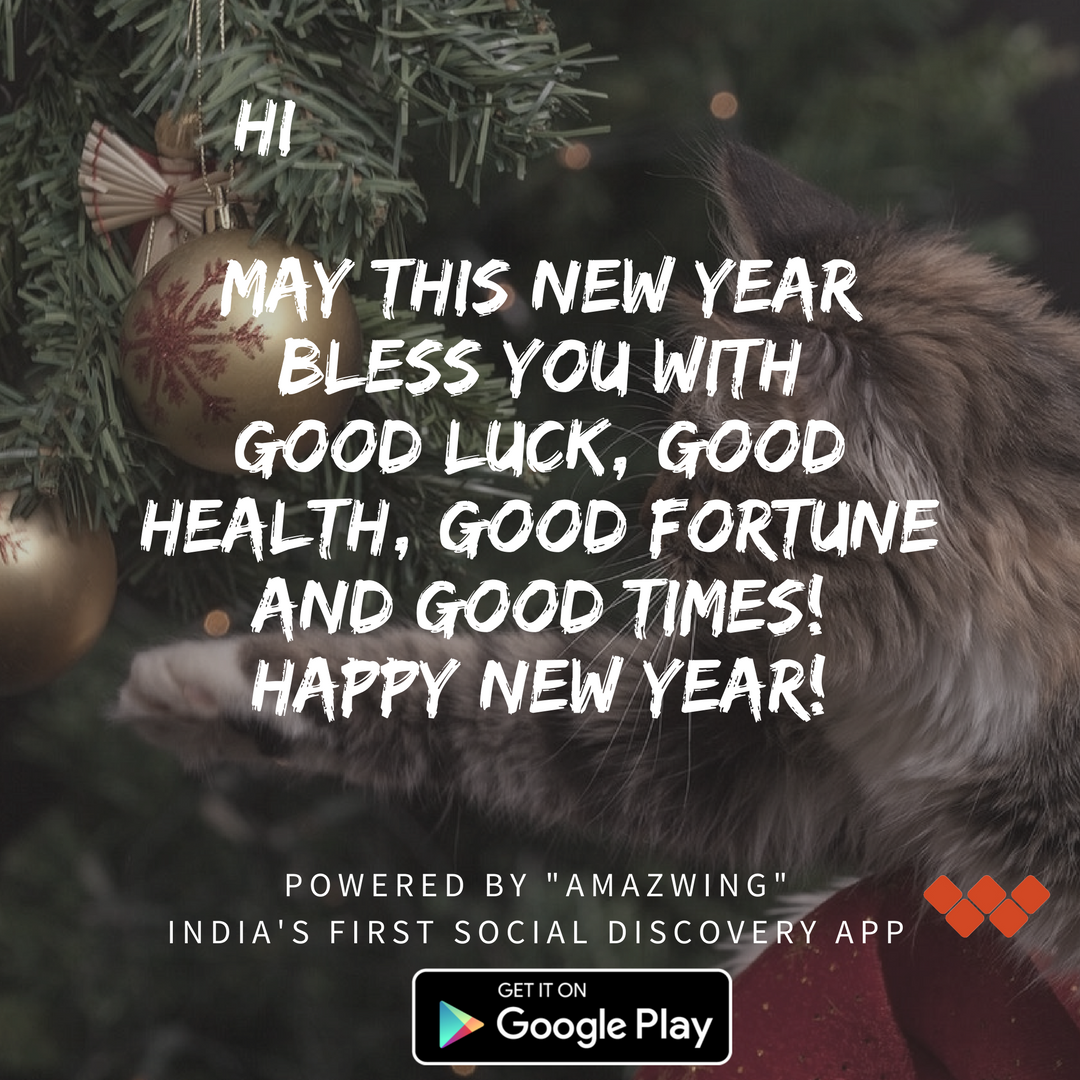 HI
MAY THIS NEW YEAR
BLESS YOU WITH
GOOD LUCK, GOOD
HEALTH, GOOD FORTUNE
AND GOOD TIMES!
HAPPY NEW YEAR!
POWERED BY "AMAZWING"
INDIA'S FIRST SOCIAL DISCOVERY APP
GET IT ON
Google Play